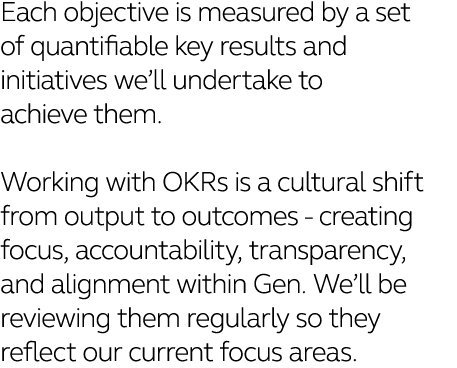 Each objective is measured by a set
of quantifiable key results and
initiatives we'll undertake to
achieve them.
Working with OKRs is a cultural shift
from output to outcomes - creating
focus, accountability, transparency,
and alignment within Gen. We'll be
reviewing them regularly so they
reflect our current focus areas.